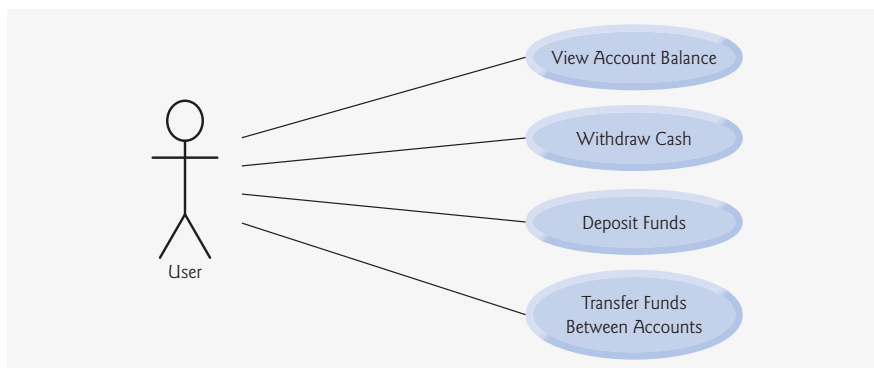 View Account Balance
Withdraw Cash
Deposit Funds
User
Transfer Funds
Between Accounts